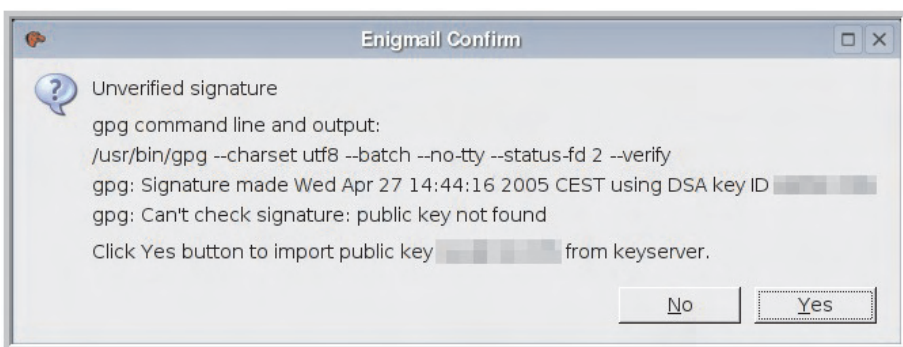 Enigmail Confirm
Unverified signature
gpg command line and output:
/usr/bin/gpg --charset utf8 --batch --no-tty --status-fd 2 --verify
gpg: Signature made Wed Apr 27 14:44:16 2005 CEST using DSA key ID
gpg: Can't check signature: public key not found
Click Yes button to import public key from keyserver.
No Yes